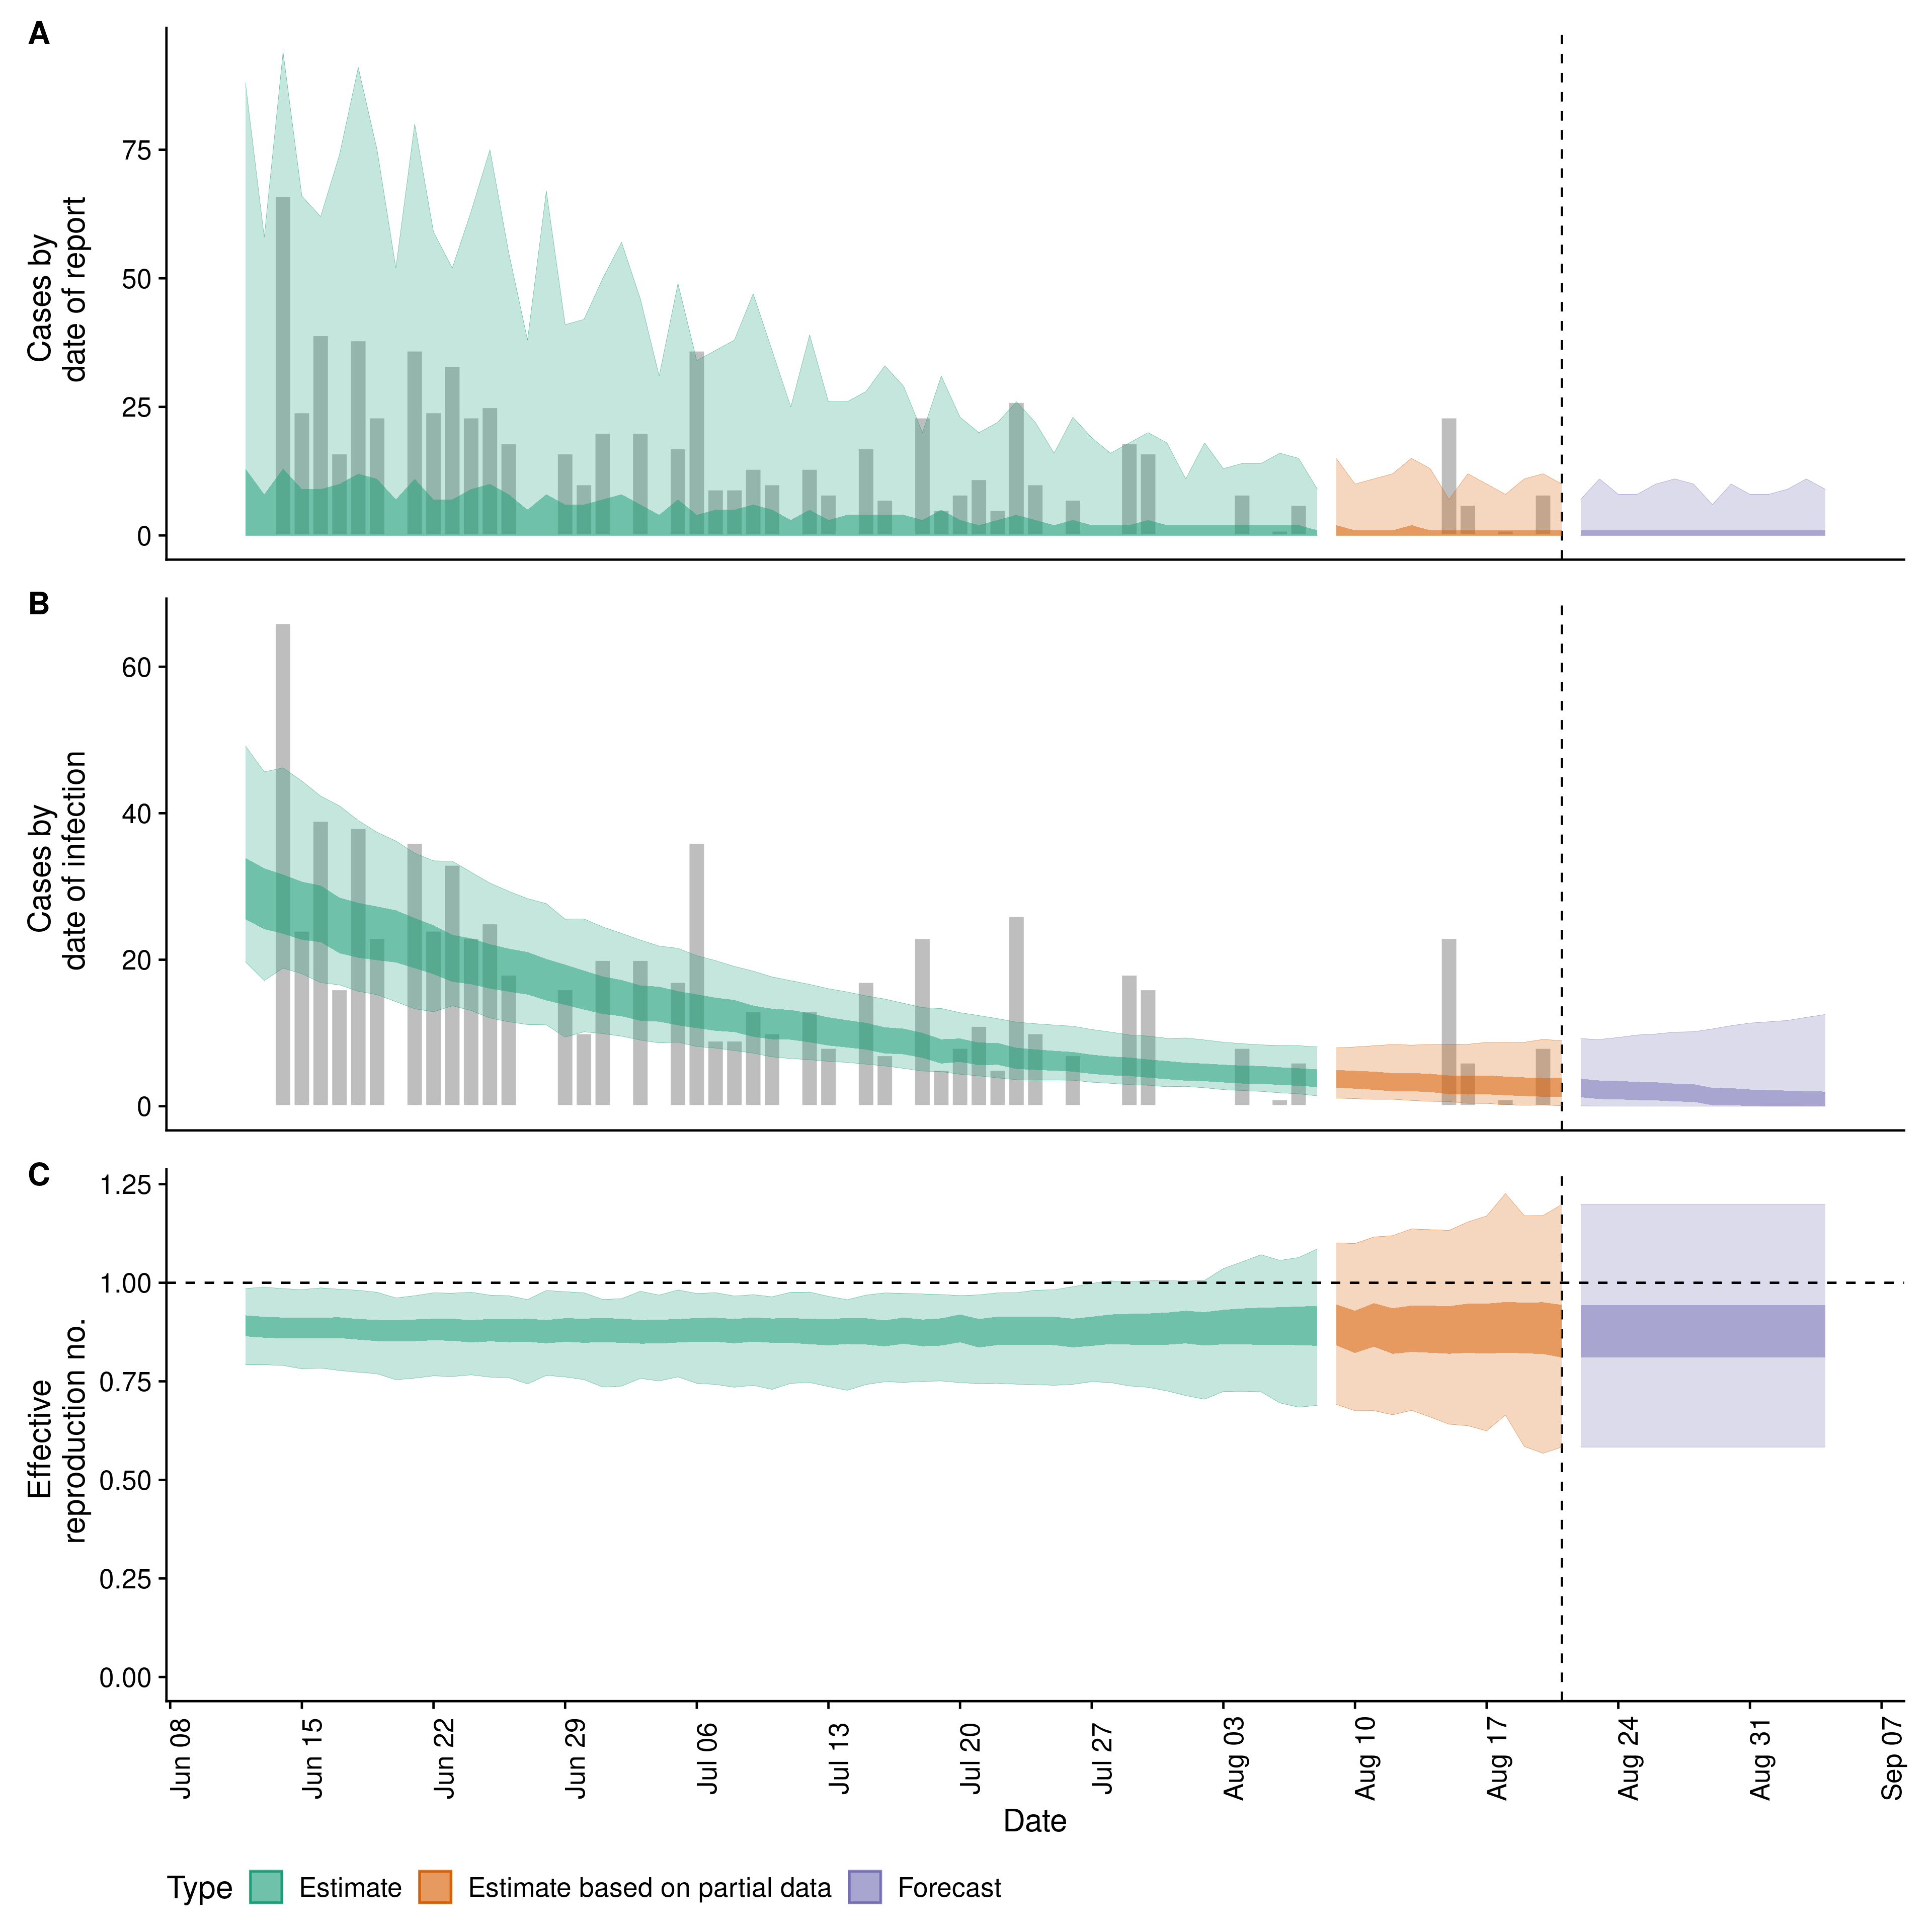 A
Cases by
date of report
75
50
25
0
B
Cases by
date of infection
60
40
20
0
C
Effective
reproduction no.
1.25
1.00
0.75
0.50
0.25
0.00
Jun 08
Jun 15
Jun 22
Jun 29
Jul 06
Jul 13
Jul 20
Jul 27
Aug 03
Aug 10
Aug 17
Aug 24
Aug 31
Sep 07
Date
Type Estimate Estimate based on partial data Forecast